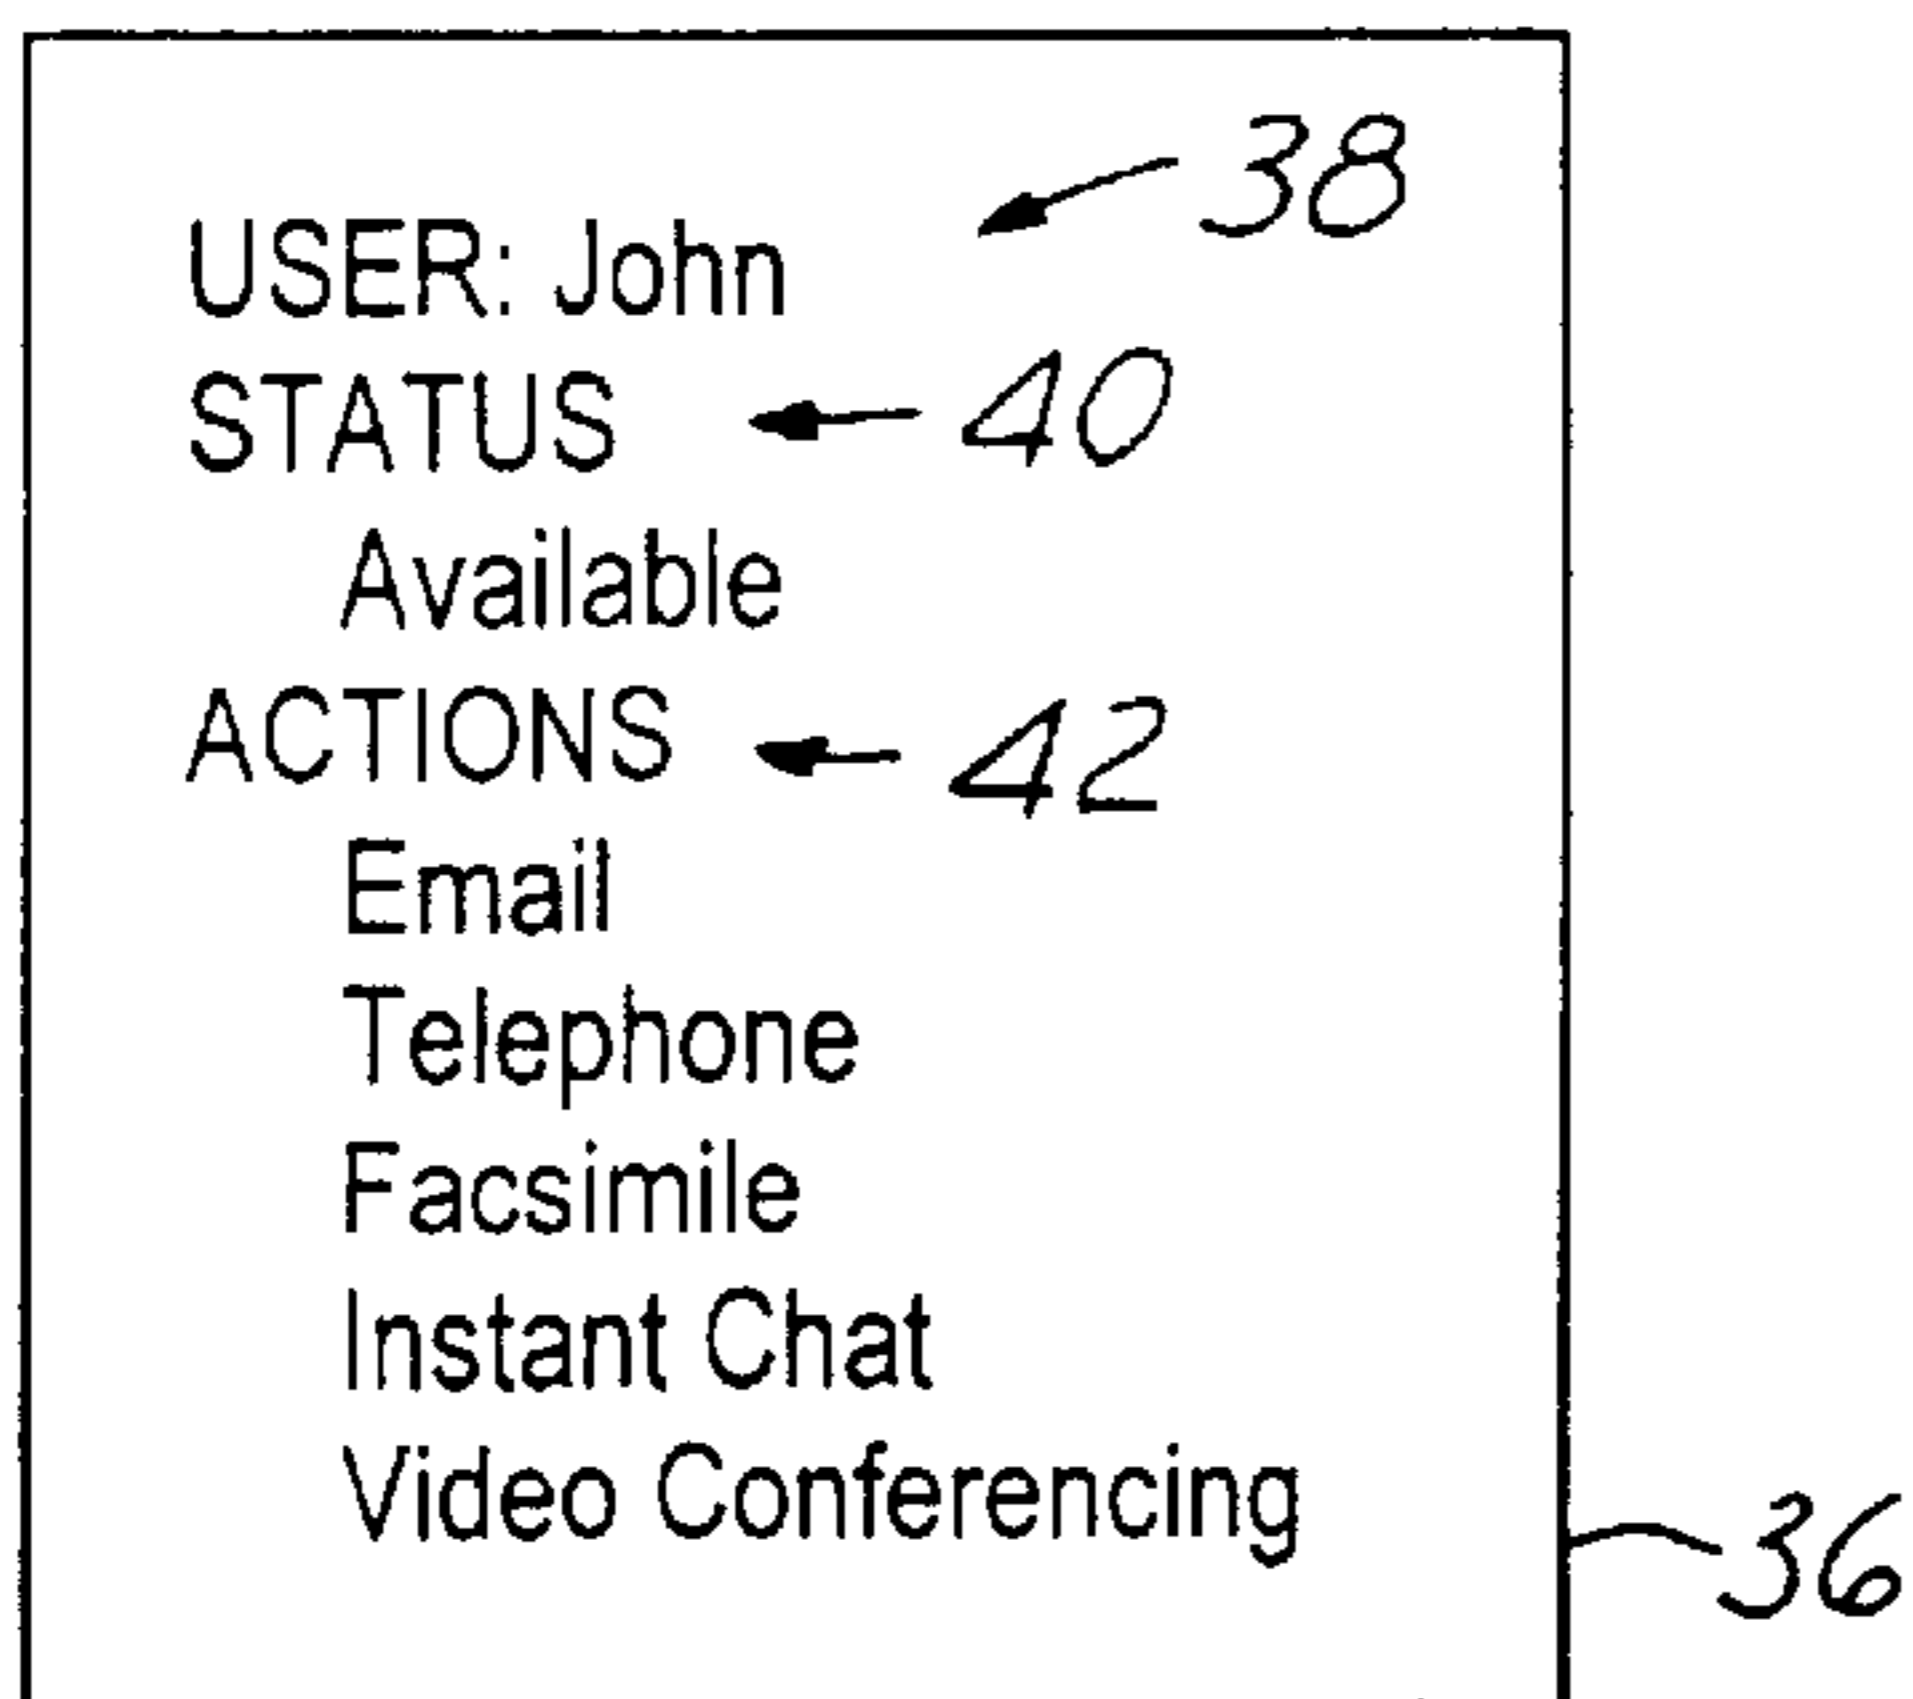 USER: John 38
STATUS 40
Available
ACTIONS 42
Email
Telephone
Facsimile
Instant Chat
Video Conferencing
36